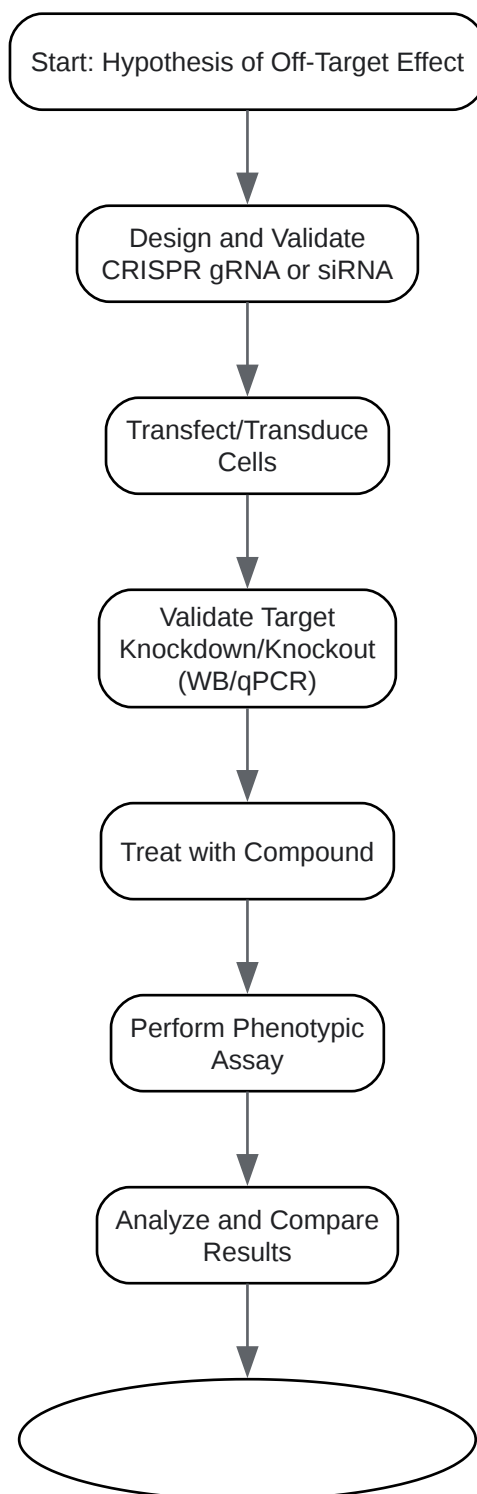 Start: Hypothesis of Off-Target Effect
Design and Validate
CRISPR gRNA or siRNA
Transfect/Transduce
Cells
Validate Target
Knockdown/Knockout
(WB/qPCR)
Treat with Compound
Perform Phenotypic
Assay
Analyze and Compare
Results